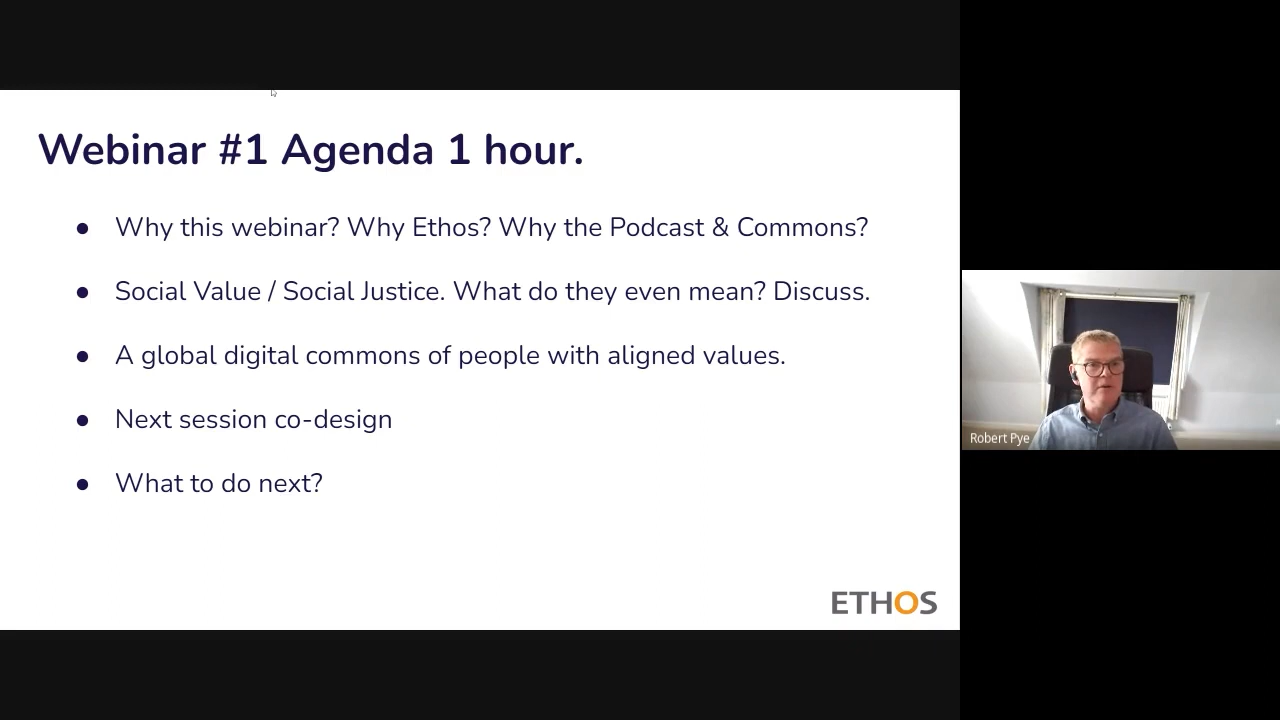 Webinar #1 Agenda 1 hour.
● Why this webinar? Why Ethos? Why the Podcast & Commons?
● Social Value / Social Justice. What do they even mean? Discuss.
● A global digital commons of people with aligned values.
● Next session co-design
● What to do next?
ETHOS
Robert Pye